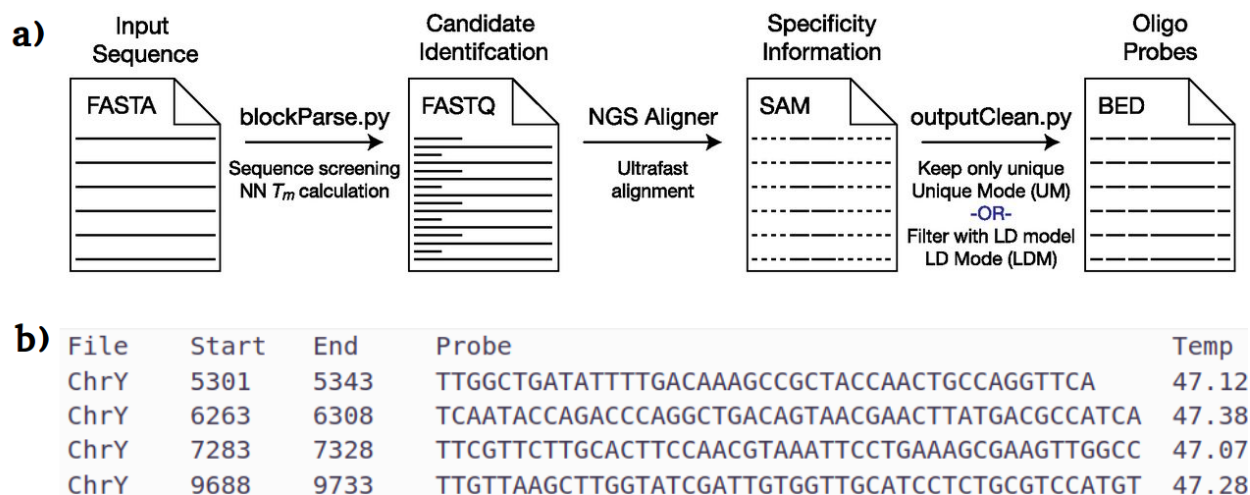 a)
Input
Sequence
FASTA
blockParse.py
Sequence screening
NN Tm calculation
Candidate
Identifcation
FASTQ
NGS Aligner
Ultrafast
alignment
Specificity
Information
SAM
outputClean.py
Keep only unique
Unique Mode (UM)
-OR-
Filter with LD model
LD Mode (LDM)
Oligo
Probes
BED
b)
File Start End Probe Temp
ChrY 5301 5343 TTGGCTGATATTTTGACAAAGCCGCTACCAACTGCCAGGTTCA 47.12
ChrY 6263 6308 TCAATACCAGACCCAGGCTGACAGTAACGAACTTATGACGCCATCA 47.38
ChrY 7283 7328 TTCGTTCTTGCACTTCCAACGTAAATTCCTGAAAGCGAAGTTGGCC 47.07
ChrY 9688 9733 TTGTTAAGCTTGGTATCGATTGTGGTTGCATCCTCTGCGTCCATGT 47.28